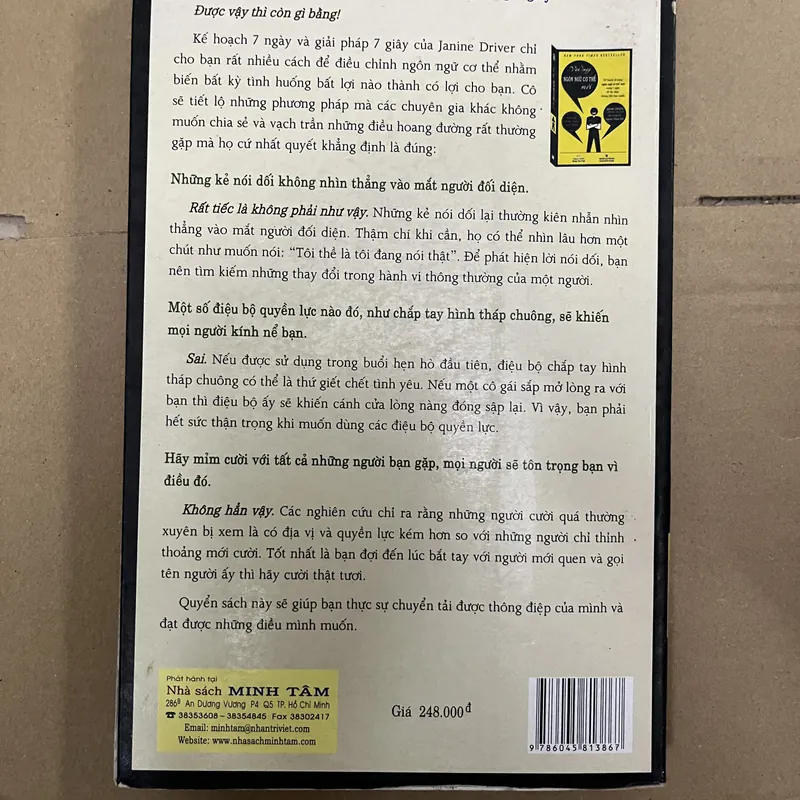 Được vậy thì còn gì bằng!
Kế hoạch 7 ngày và giải pháp 7 giây của Janine Driver chỉ
cho bạn rất nhiều cách để điều chỉnh ngôn ngữ cơ thể nhằm
biến bất kỳ tình huống bất lợi nào thành có lợi cho bạn. Cô
sẽ tiết lộ những phương pháp mà các chuyên gia khác không
muốn chia sẻ và vạch trần những điều hoang đường rất thường
gặp mà họ cứ nhất quyết khẳng định là đúng:
NEW YORK TIMES BESTSELLER
NGÔN NGỮ CƠ THỂ
Những kẻ nói dối không nhìn thẳng vào mắt người đối diện.
Rất tiếc là không phải như vậy. Những kẻ nói dối lại thường kiên nhẫn nhìn
thẳng vào mắt người đối diện. Thậm chí khi cần, họ có thể nhìn lâu hơn một
chút như muốn nói: “Tôi thề là tôi đang nói thật”. Để phát hiện lời nói dối, bạn
nên tìm kiếm những thay đổi trong hành vi thông thường của một người.
Một số điệu bộ quyền lực nào đó, như chắp tay hình tháp chuông, sẽ khiến
mọi người kính nể bạn.
Sai. Nếu được sử dụng trong buổi hẹn hò đầu tiên, điệu bộ chắp tay hình
tháp chuông có thể là thứ giết chết tình yêu. Nếu một cô gái sắp mở lòng ra với
bạn thì điệu bộ ấy sẽ khiến cánh cửa lòng nàng đóng sập lại. Vì vậy, bạn phải
hết sức thận trọng khi muốn dùng các điệu bộ quyền lực.
Hãy mỉm cười với tất cả những người bạn gặp, mọi người sẽ tôn trọng bạn vì
điều đó.
Không hẳn vậy. Các nghiên cứu chỉ ra rằng những người cười quá thường
xuyên bị xem là có địa vị và quyền lực kém hơn so với những người chỉ thỉnh
thoảng mới cười. Tốt nhất là bạn đợi đến lúc bắt tay với người mới quen và gọi
tên người ấy thì hãy cười thật tươi.
Quyển sách này sẽ giúp bạn thực sự chuyển tải được thông điệp của mình và
đạt được những điều mình muốn.
Phát hành tại
Nhà sách MINH TÂM
286B An Dương Vương P4 Q5 TP. Hồ Chí Minh
☎ 38353608 – 38354845 Fax 38302417
Email: minhtam@nhantriviet.com
Website: www.nhasachminhtam.com
Giá 248.000đ
9 786045 813867